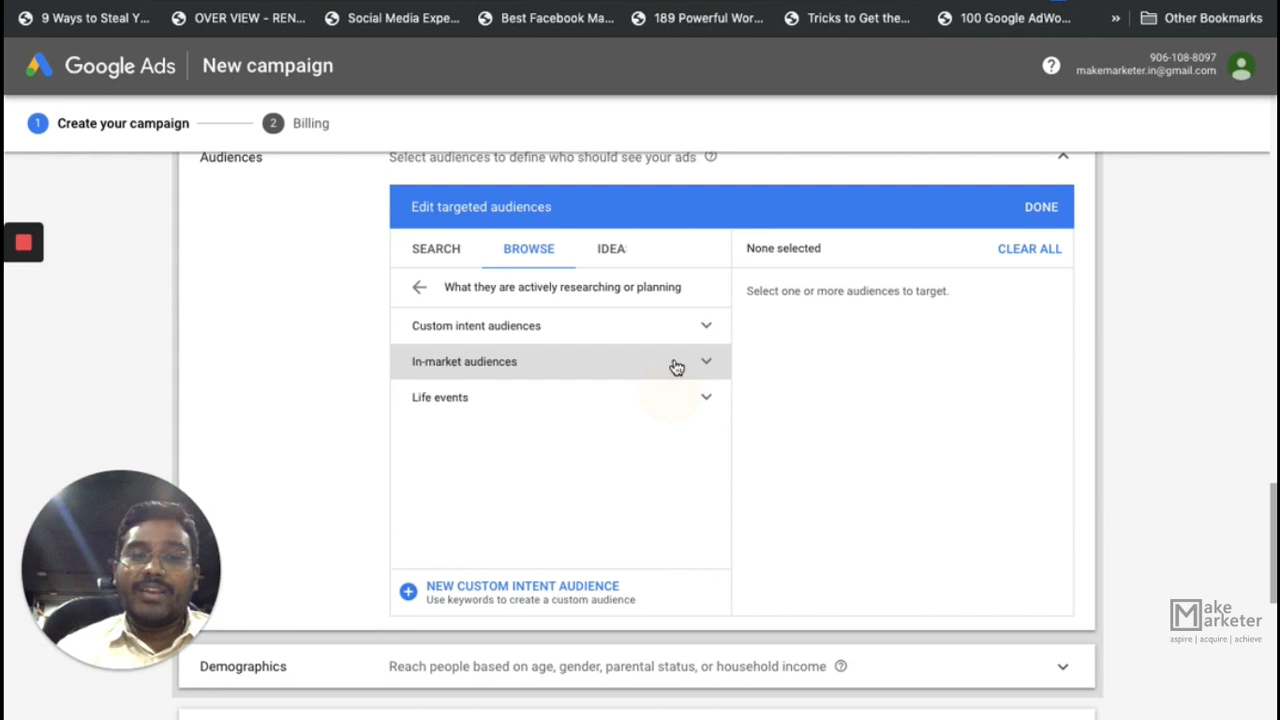 9 Ways to Steal Y... OVER VIEW - REN... Social Media Expe... Best Facebook Ma... 189 Powerful Wor... Tricks to Get the... 100 Google AdWo... » Other Bookmarks
Google Ads New campaign ? 906-108-8097
makemarketer.in@gmail.com
1 Create your campaign 2 Billing
Audiences Select audiences to define who should see your ads ?
Edit targeted audiences DONE
SEARCH BROWSE IDEA None selected CLEAR ALL
What they are actively researching or planning Select one or more audiences to target.
Custom intent audiences
In-market audiences
Life events
NEW CUSTOM INTENT AUDIENCE
Use keywords to create a custom audience
Make
Marketer
aspire | acquire | achieve
Demographics Reach people based on age, gender, parental status, or household income ?